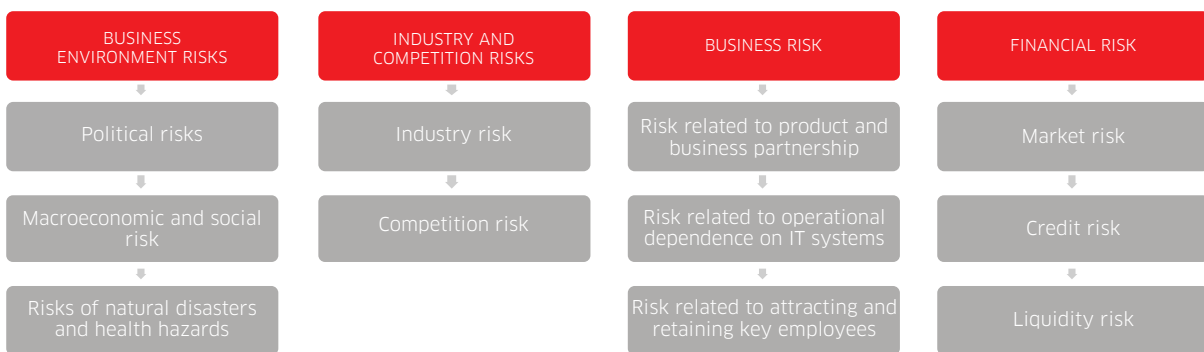 BUSINESS
ENVIRONMENT RISKS
Political risks
Macroeconomic and social
risk
Risks of natural disasters
and health hazards
INDUSTRY AND
COMPETITION RISKS
Industry risk
Competition risk
BUSINESS RISK
Risk related to product and
business partnership
Risk related to operational
dependence on IT systems
Risk related to attracting and
retaining key employees
FINANCIAL RISK
Market risk
Credit risk
Liquidity risk